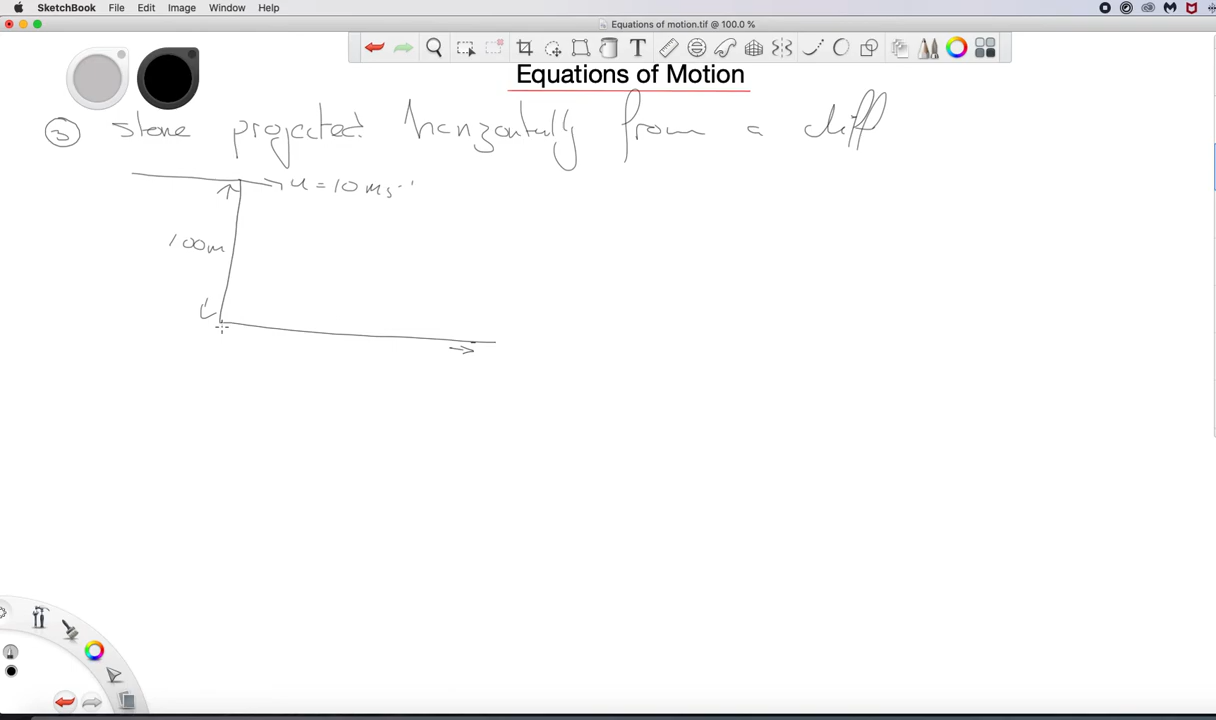 SketchBook File Edit Image Window Help
Equations of motion.tif @ 100.0 %
Equations of Motion
③ stone projected horizontally from a cliff
u = 10 ms⁻¹
100m